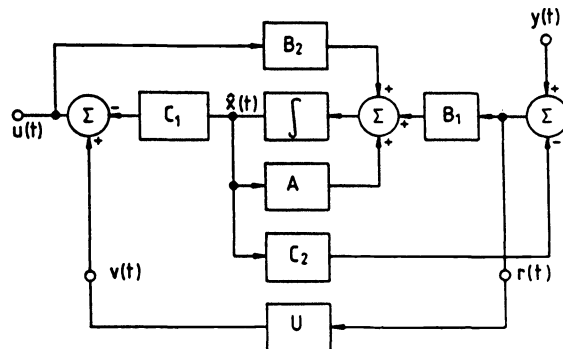 y(t)
B₂
+
Σ
-
C₁
x̂(t)
∫
+
Σ
+
B₁
+
Σ
u(t)
+
+
-
A
C₂
v(t)
r(t)
U